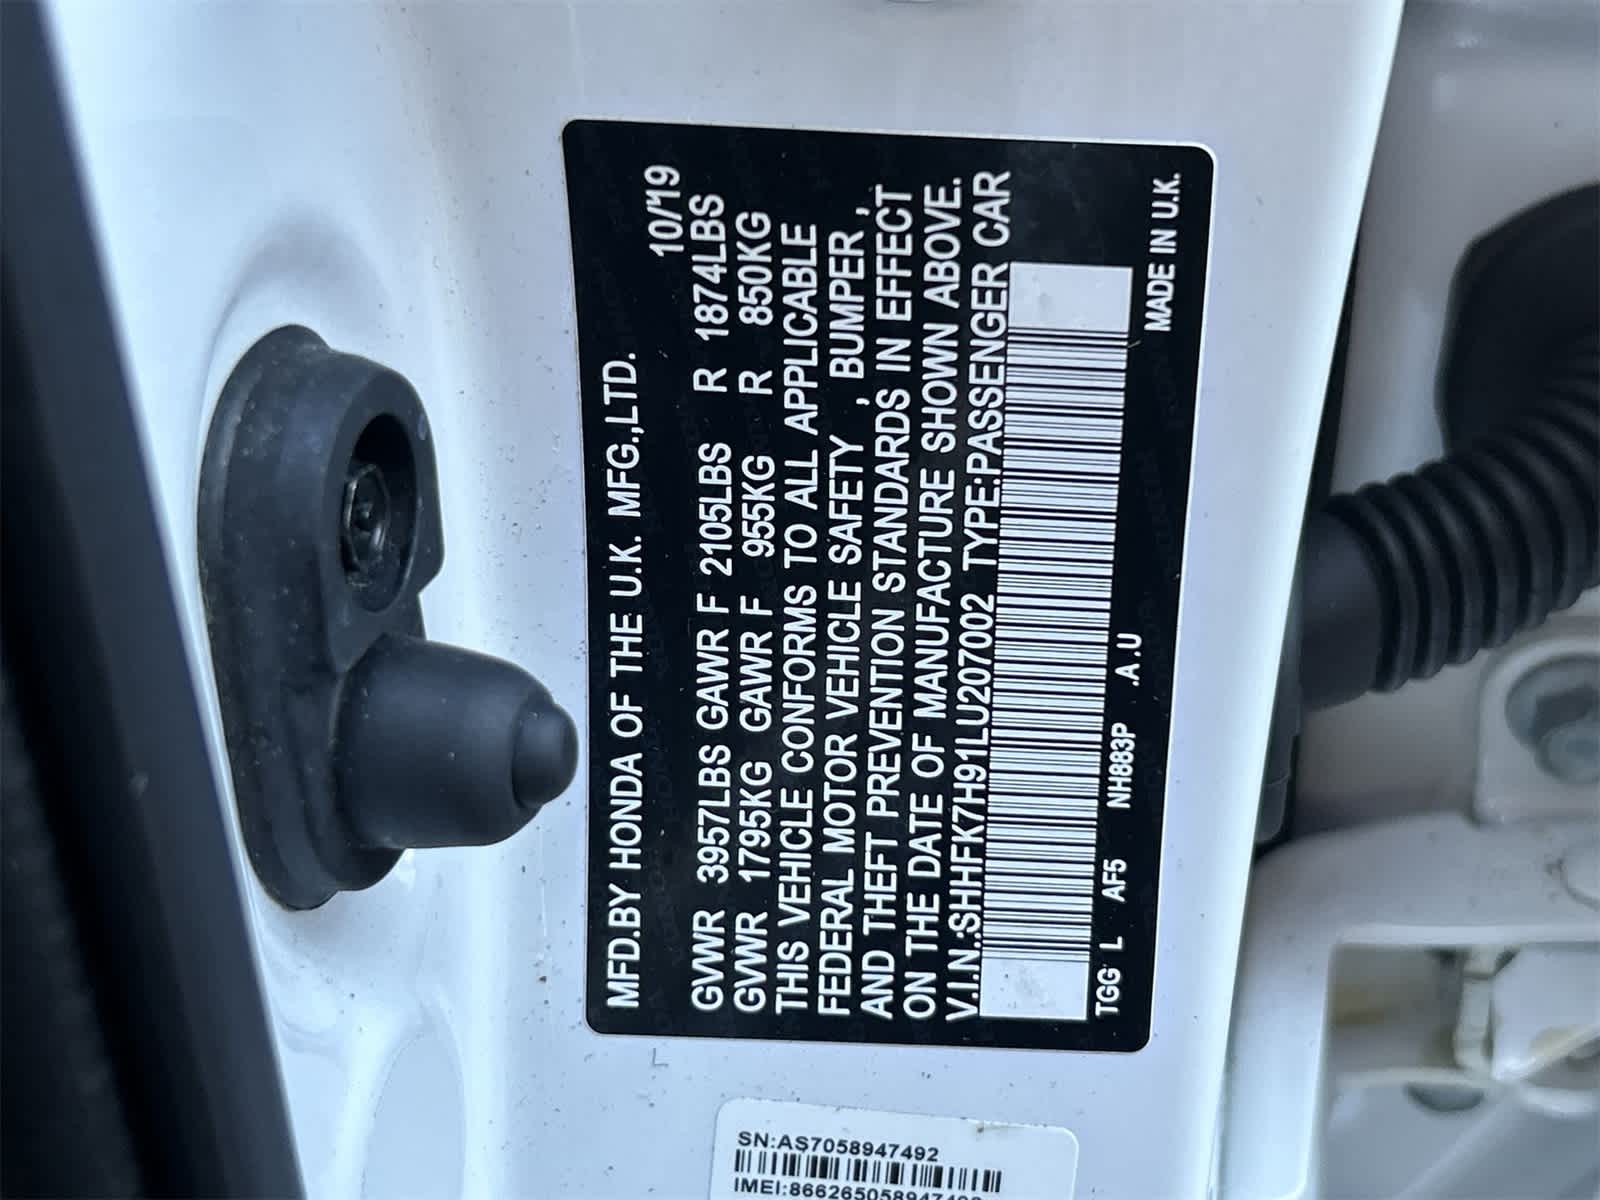 MFD.BY HONDA OF THE U.K. MFG.,LTD. 10/19
GVWR 3957LBS GAWR F 2105LBS R 1874LBS
GVWR 1795KG GAWR F 955KG R 850KG
THIS VEHICLE CONFORMS TO ALL APPLICABLE
FEDERAL MOTOR VEHICLE SAFETY , BUMPER ,
AND THEFT PREVENTION STANDARDS IN EFFECT
ON THE DATE OF MANUFACTURE SHOWN ABOVE.
V.I.N.:SHHFK7H91LU207002 TYPE:PASSENGER CAR
TGG L AF5 NH883P .A .U MADE IN U.K.
SN:AS7058947492